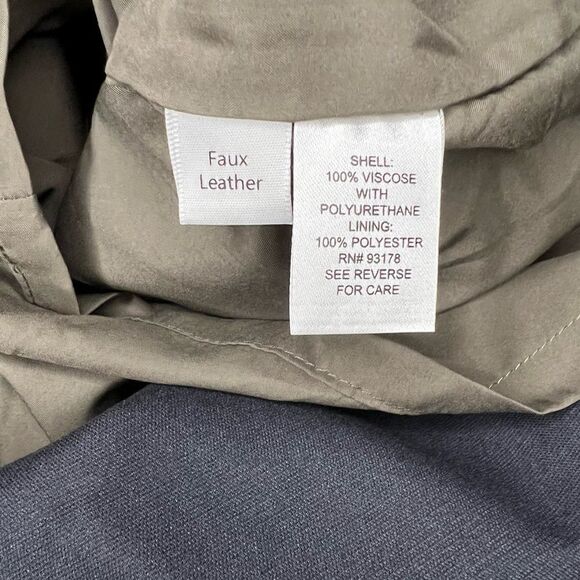 Faux
Leather
SHELL:
100% VISCOSE
WITH
POLYURETHANE
LINING:
100% POLYESTER
RN# 93178
SEE REVERSE
FOR CARE